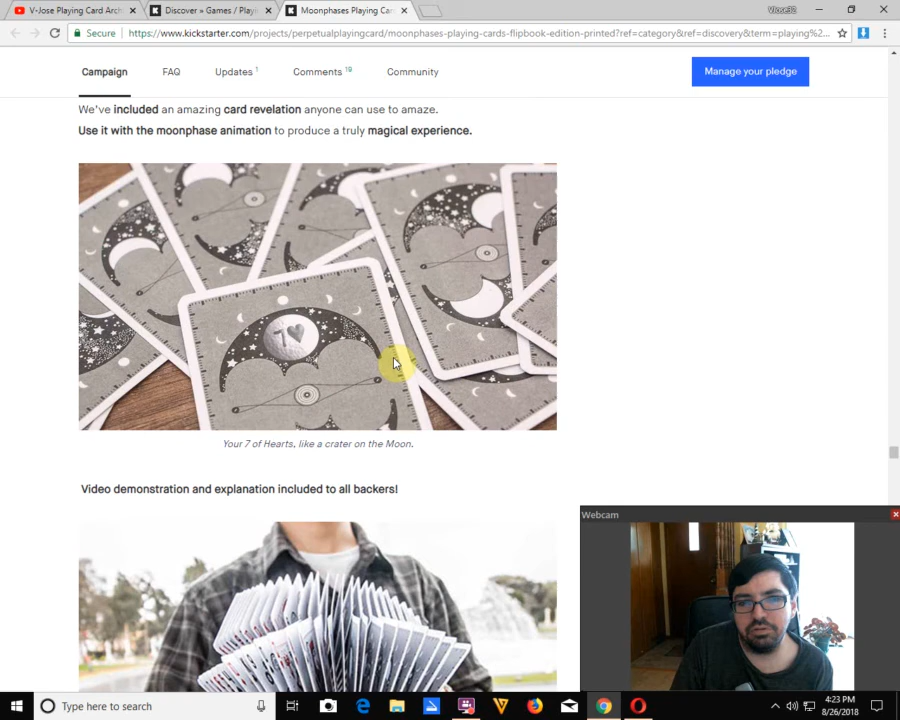 V-Jose Playing Card Arch
Discover » Games / Playi
Moonphases Playing Car
Secure
https://www.kickstarter.com/projects/perpetualplayingcard/moonphases-playing-cards-flipbook-edition-printed?ref=category&ref=discovery&term=playing%2...
Campaign
FAQ
Updates 1
Comments 19
Community
Manage your pledge
We've included an amazing card revelation anyone can use to amaze.
Use it with the moonphase animation to produce a truly magical experience.
7♥
Your 7 of Hearts, like a crater on the Moon.
Video demonstration and explanation included to all backers!
Webcam
Type here to search
4:23 PM
8/26/2018